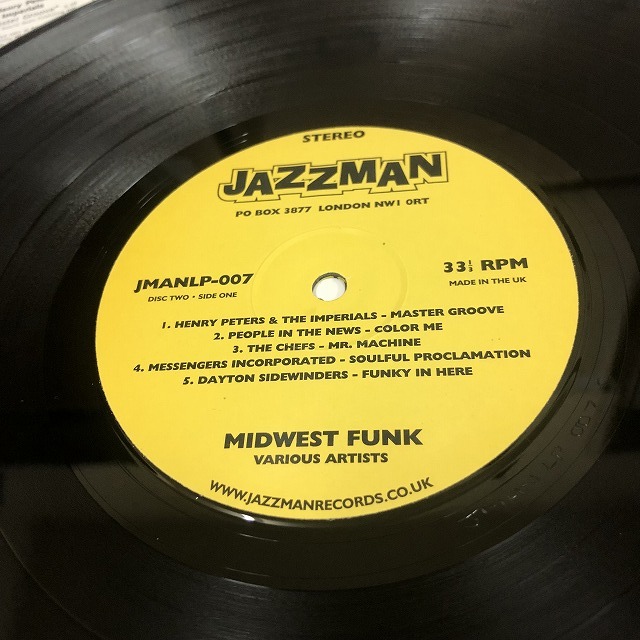 Henry Pete
Imperials
STEREO
JAZZMAN
PO BOX 3877 LONDON NW1 0RT
JMANLP-007
33⅓ RPM
DISC TWO • SIDE ONE
MADE IN THE UK
1. HENRY PETERS & THE IMPERIALS – MASTER GROOVE
2. PEOPLE IN THE NEWS – COLOR ME
3. THE CHEFS – MR. MACHINE
4. MESSENGERS INCORPORATED – SOULFUL PROCLAMATION
5. DAYTON SIDEWINDERS – FUNKY IN HERE
MIDWEST FUNK
VARIOUS ARTISTS
WWW.JAZZMANRECORDS.CO.UK